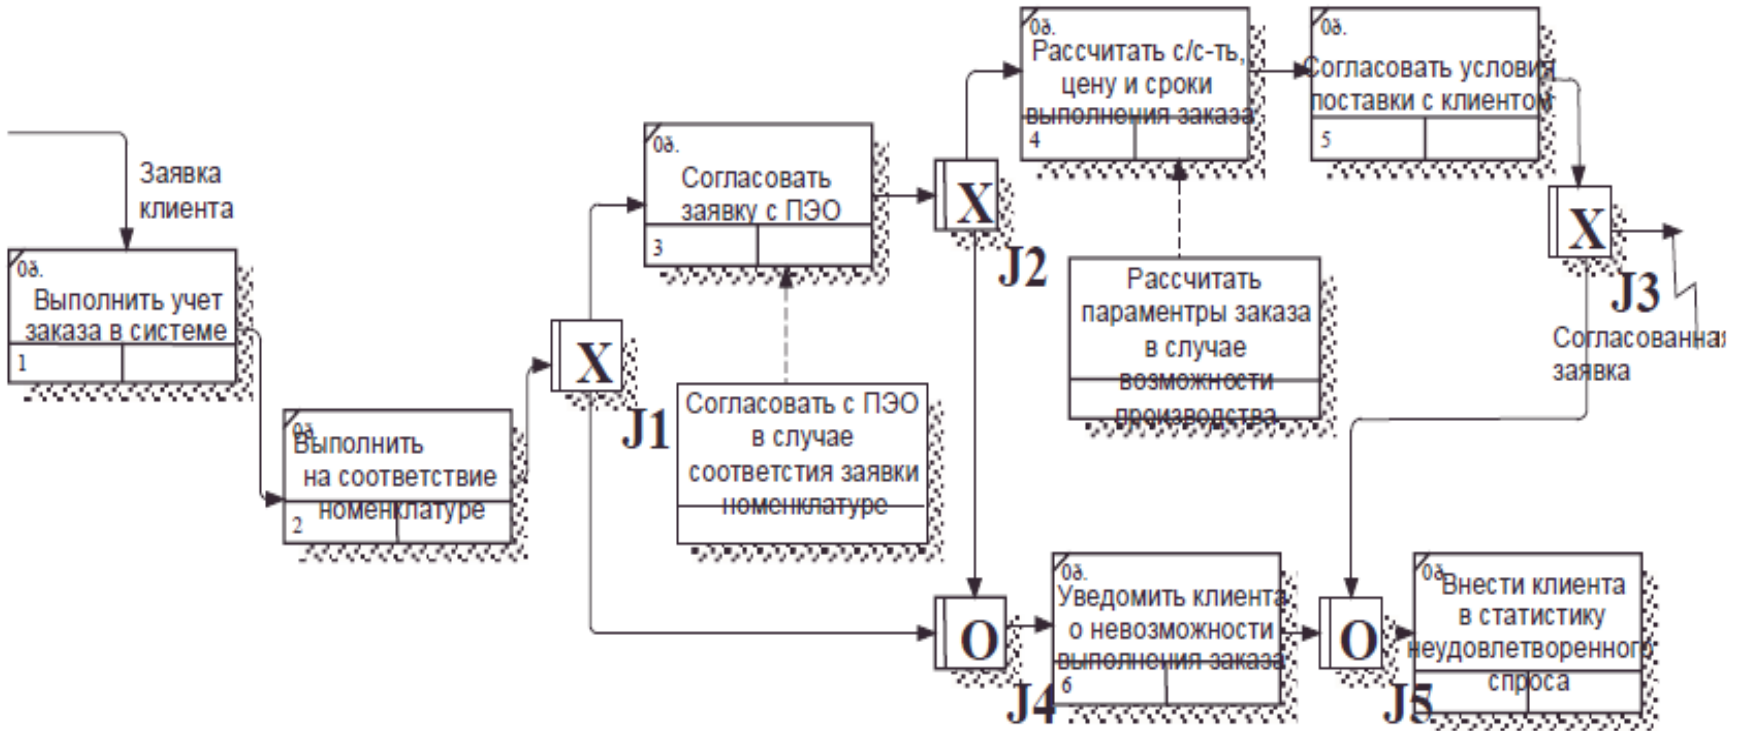 Заявка
клиента
0д.
Выполнить учет
заказа в системе
1
0д.
Выполнить
на соответствие
номенклатуре
2
X
J1
0д.
Согласовать
заявку с ПЭО
3
Согласовать с ПЭО
в случае
соответстия заявки
номенклатуре
X
J2
0д.
Рассчитать с/с-ть,
цену и сроки
выполнения заказа
4
Рассчитать
параментры заказа
в случае
возможности
производства
0д.
Согласовать условия
поставки с клиентом
5
X
J3
Согласованная
заявка
O
J4
0д.
Уведомить клиента
о невозможности
выполнения заказа
6
O
J5
0д.
Внести клиента
в статистику
неудовлетворенного
спроса